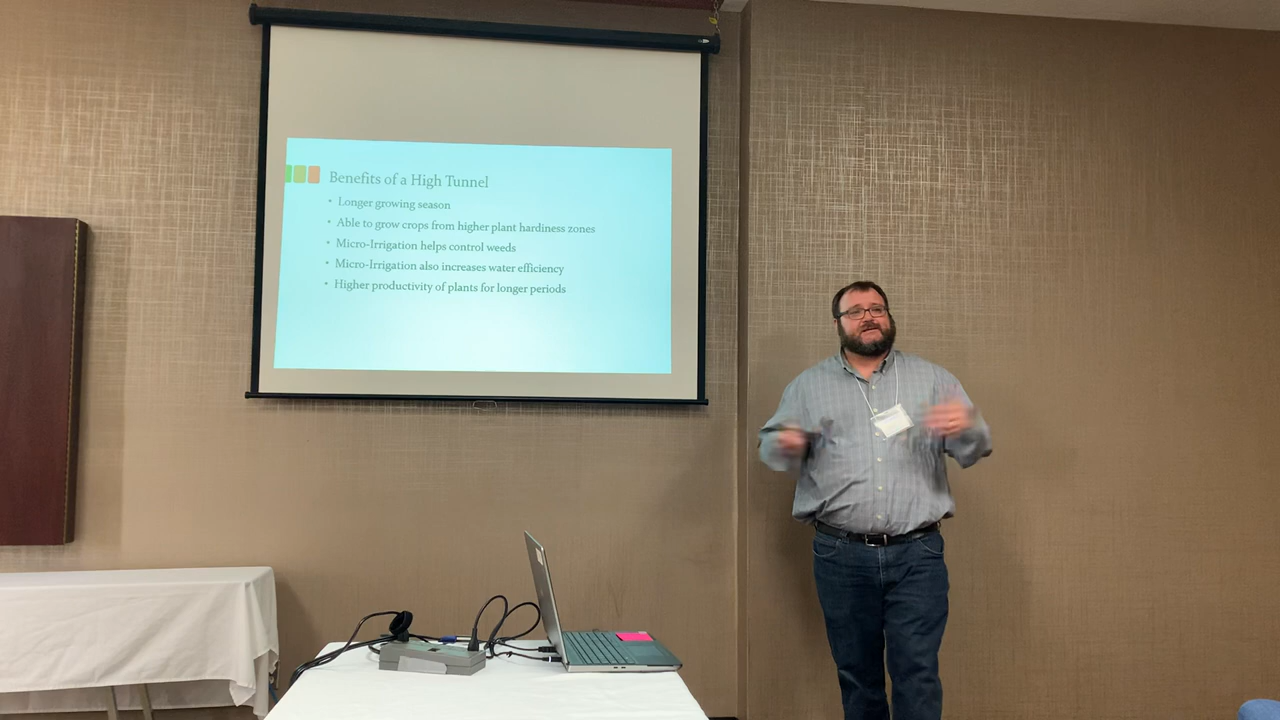 Benefits of a High Tunnel
• Longer growing season
• Able to grow crops from higher plant hardiness zones
• Micro-Irrigation helps control weeds
• Micro-Irrigation also increases water efficiency
• Higher productivity of plants for longer periods